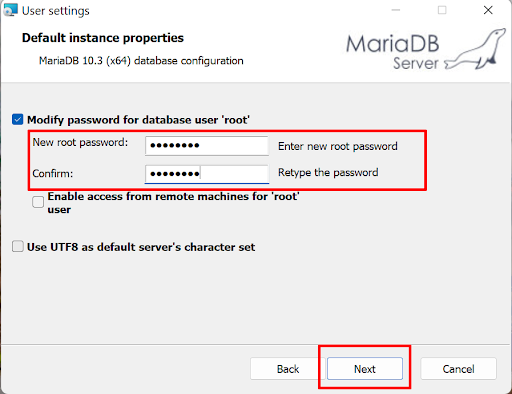 User settings
Default instance properties
MariaDB 10.3 (x64) database configuration
MariaDB
Server
Modify password for database user 'root'
New root password: •••••••• Enter new root password
Confirm: •••••••• Retype the password
Enable access from remote machines for 'root'
user
Use UTF8 as default server's character set
Back Next Cancel